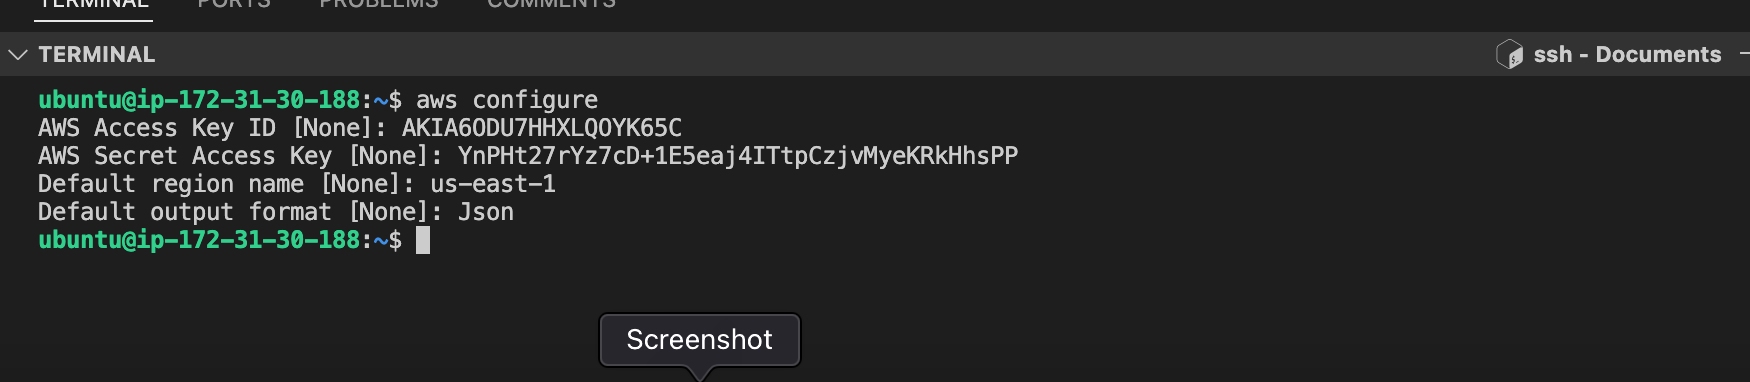 TERMINAL PORTS PROBLEMS COMMENTS
TERMINAL ssh - Documents
ubuntu@ip-172-31-30-188:~$ aws configure
AWS Access Key ID [None]: AKIA6ODU7HHXLQOYK65C
AWS Secret Access Key [None]: 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
Default region name [None]: us-east-1
Default output format [None]: Json
ubuntu@ip-172-31-30-188:~$
Screenshot